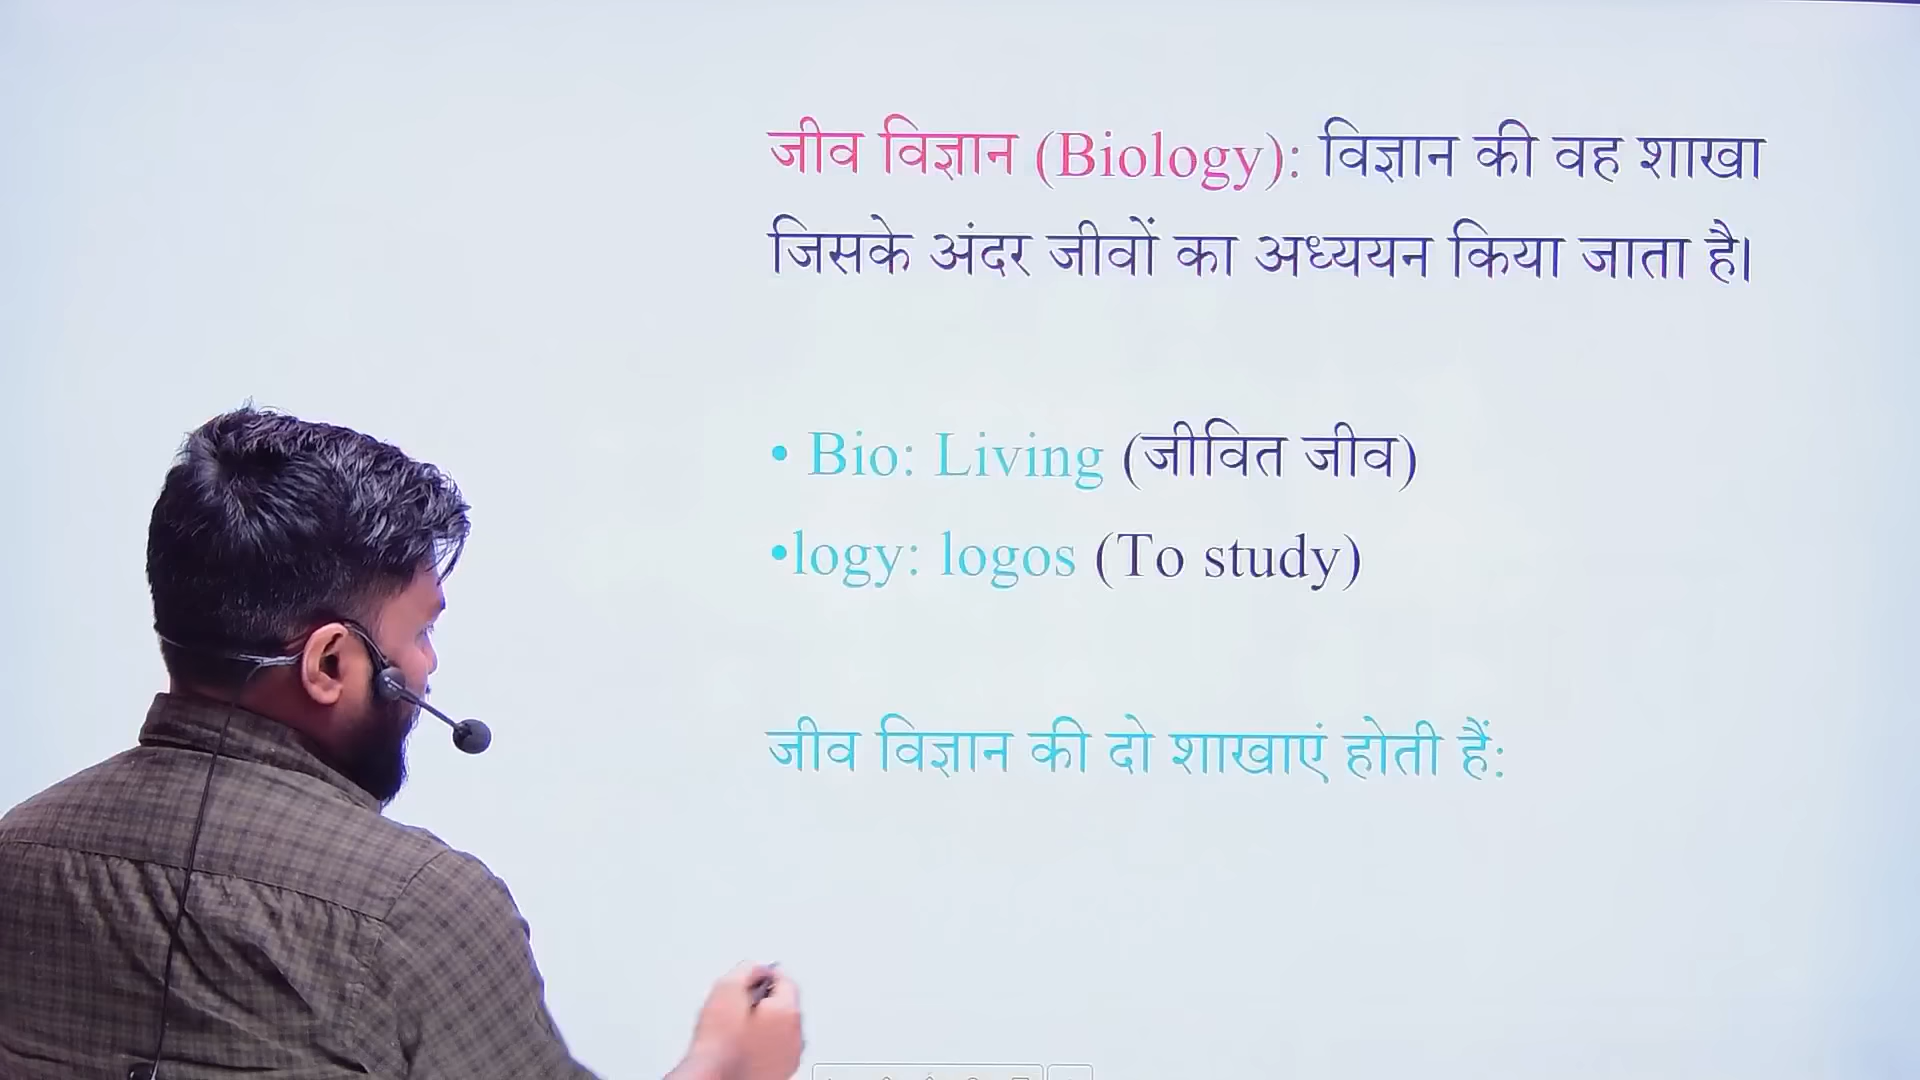 जीव विज्ञान (Biology): विज्ञान की वह शाखा
जिसके अंदर जीवों का अध्ययन किया जाता है।
• Bio: Living (जीवित जीव)
•logy: logos (To study)
जीव विज्ञान की दो शाखाएं होती हैं: